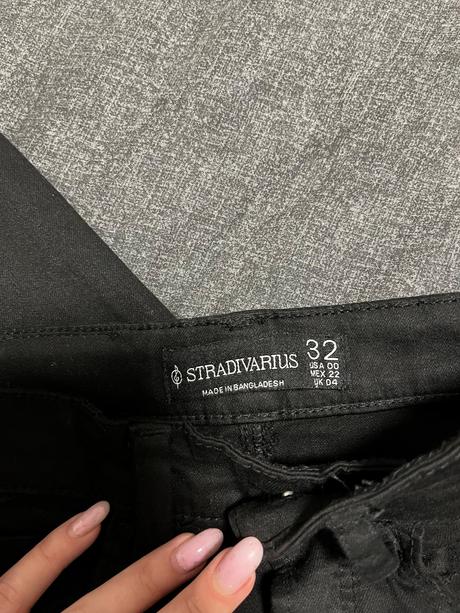 STRADIVARIUS
MADE IN BANGLADESH
32
USA 00
MEX 22
UK 04